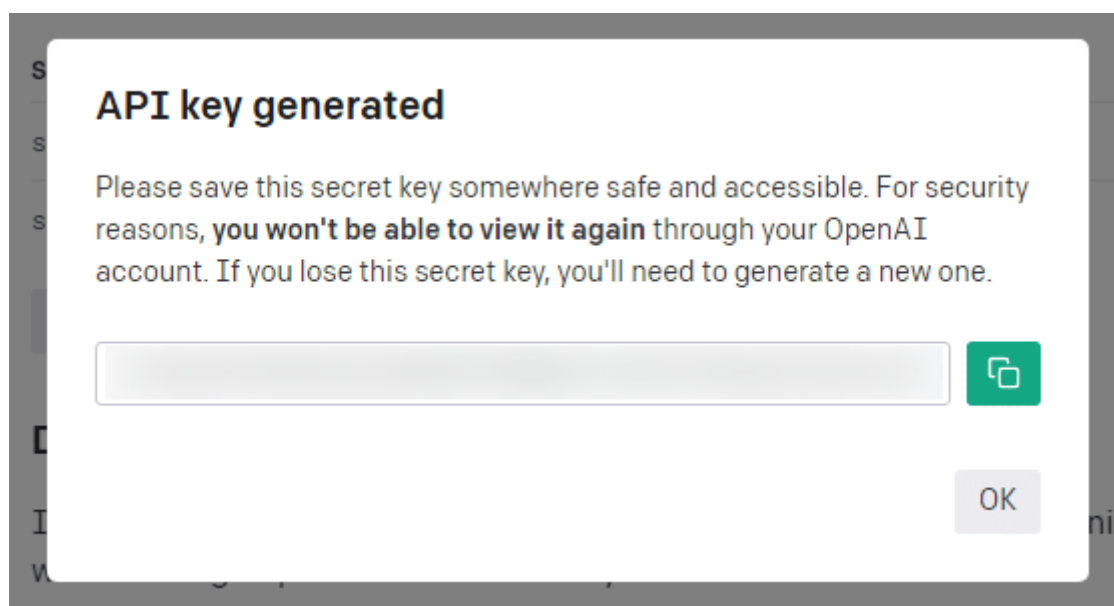 API key generated
Please save this secret key somewhere safe and accessible. For security
reasons, you won't be able to view it again through your OpenAI
account. If you lose this secret key, you'll need to generate a new one.
OK